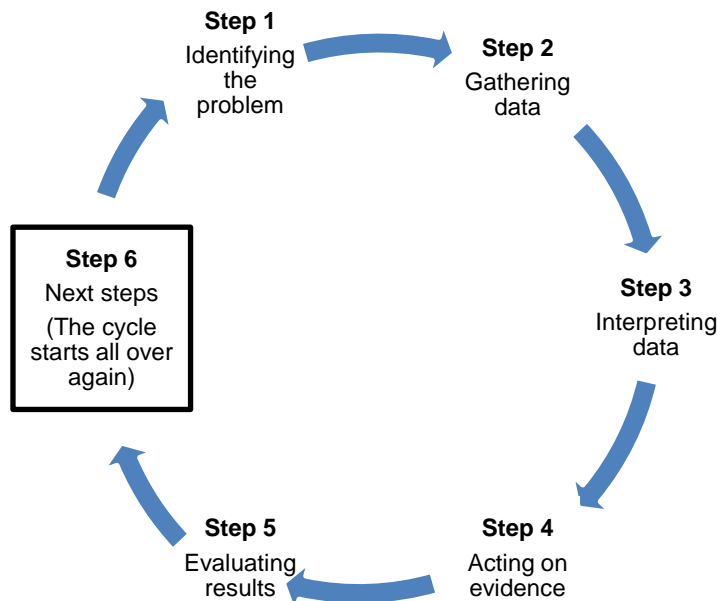 Step 1
Identifying
the
problem
Step 2
Gathering
data
Step 3
Interpreting
data
Step 4
Acting on
evidence
Step 5
Evaluating
results
Step 6
Next steps
(The cycle
starts all over
again)